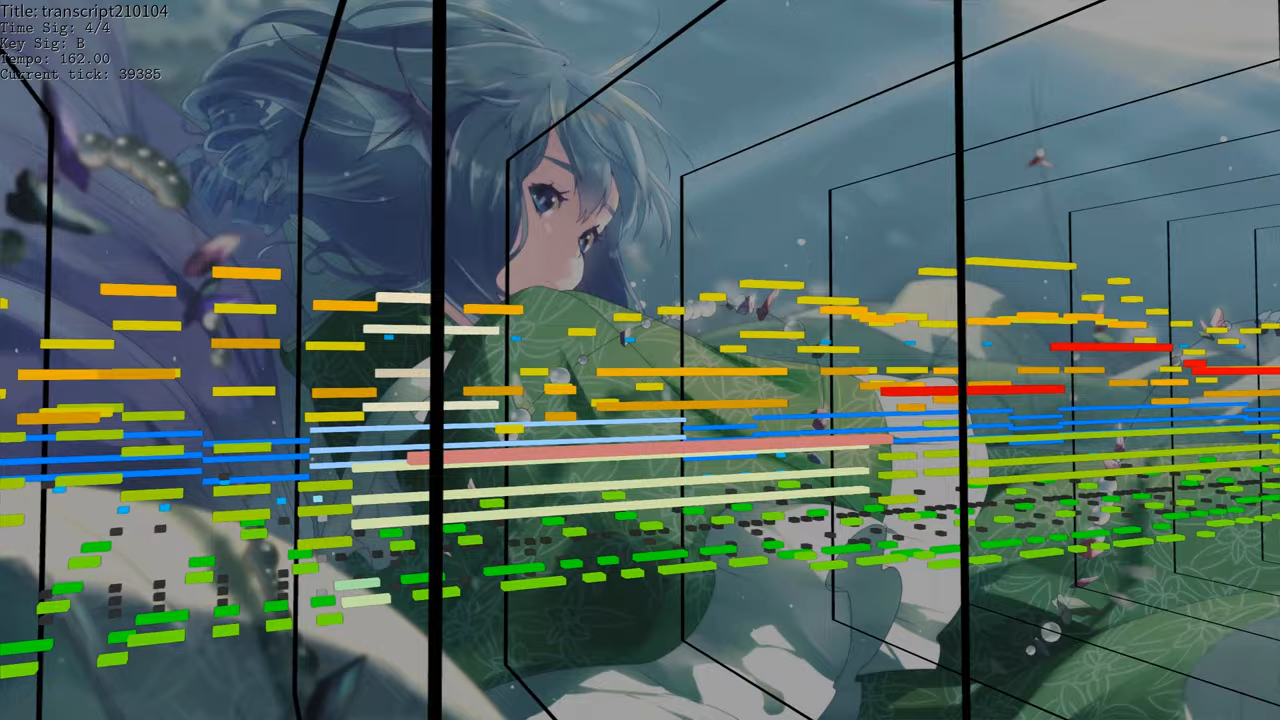 Title: transcript210104
Time Sig: 4/4
Key Sig: B
Tempo: 162.00
Current tick: 39385